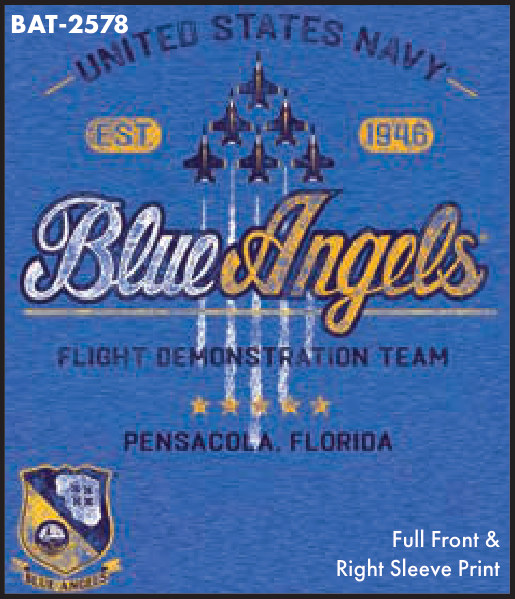 BAT-2578
UNITED STATES NAVY
EST. 1946
Blue Angels
FLIGHT DEMONSTRATION TEAM
PENSACOLA, FLORIDA
BLUE ANGELS
Full Front &
Right Sleeve Print